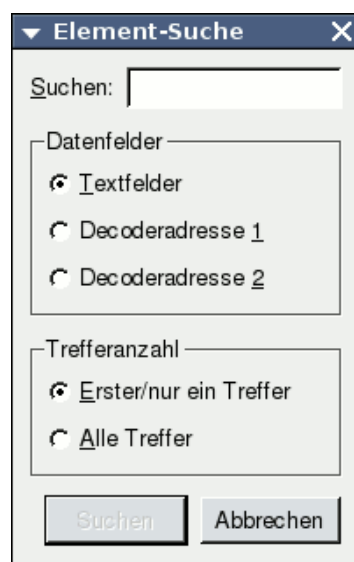 Element-Suche
Suchen:
Datenfelder
Textfelder
Decoderadresse 1
Decoderadresse 2
Trefferanzahl
Erster/nur ein Treffer
Alle Treffer
Suchen Abbrechen